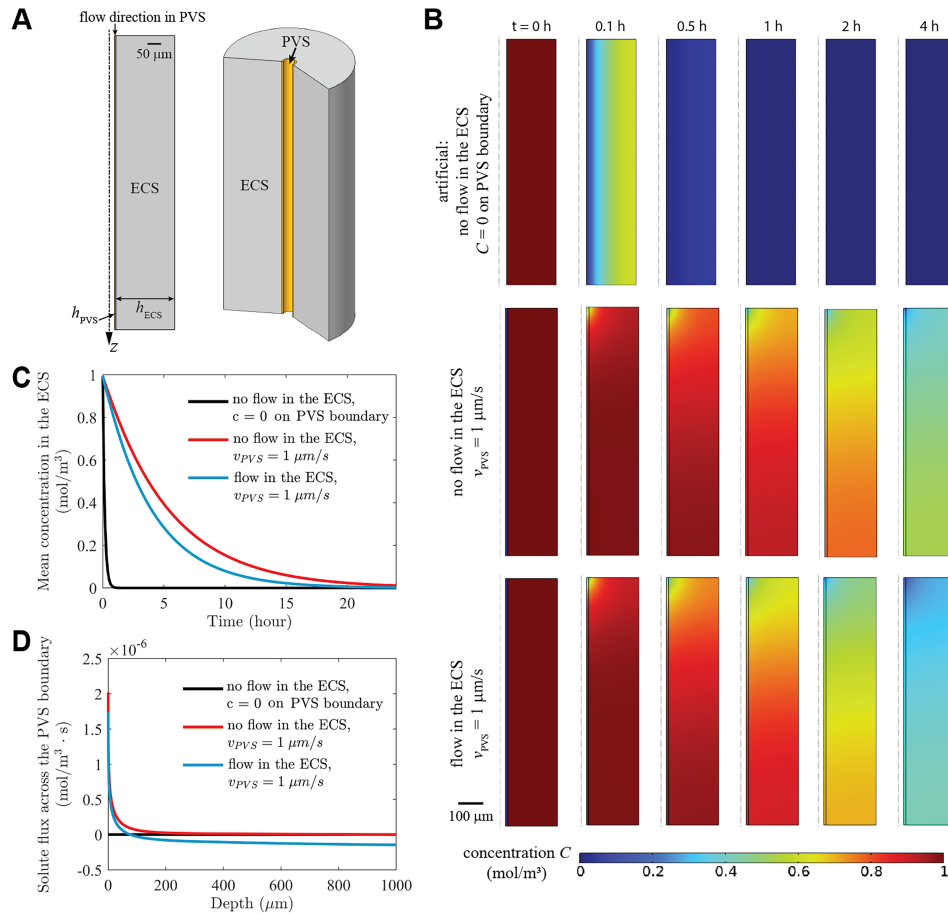 A
flow direction in PVS
50 μm
ECS
h_PVS
h_ECS
z
PVS
ECS
B
t = 0 h
0.1 h
0.5 h
1 h
2 h
4 h
artificial:
no flow in the ECS
C = 0 on PVS boundary
no flow in the ECS
v_PVS = 1 μm/s
flow in the ECS
v_PVS = 1 μm/s
100 μm
concentration C
(mol/m³)
0
0.2
0.4
0.6
0.8
1
C
Mean concentration in the ECS
(mol/m³)
1
0.8
0.6
0.4
0.2
0
0
5
10
15
20
Time (hour)
no flow in the ECS,
c = 0 on PVS boundary
no flow in the ECS,
v_PVS = 1 μm/s
flow in the ECS,
v_PVS = 1 μm/s
D
Solute flux across the PVS boundary
(mol/m³ · s)
×10⁻⁶
2.5
2
1.5
1
0.5
0
-0.5
0
200
400
600
800
1000
Depth (μm)
no flow in the ECS,
c = 0 on PVS boundary
no flow in the ECS,
v_PVS = 1 μm/s
flow in the ECS,
v_PVS = 1 μm/s